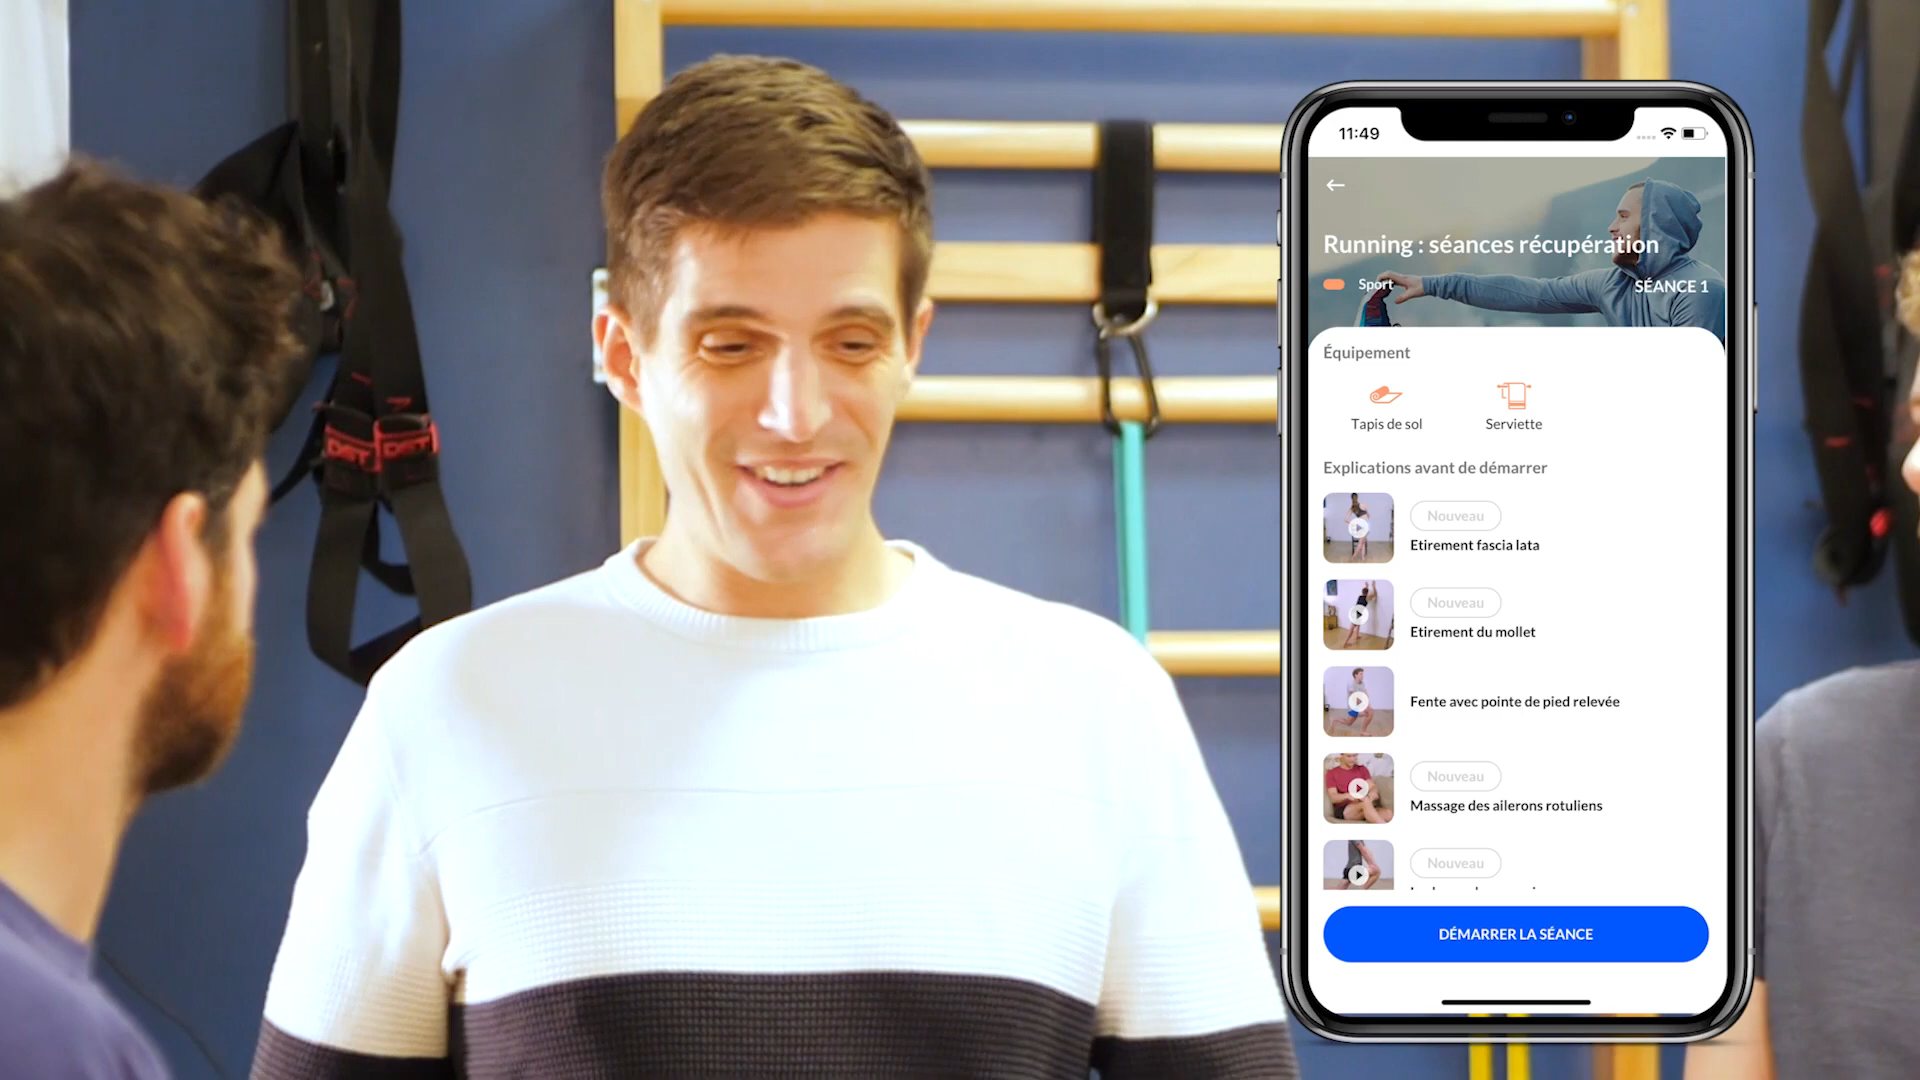 DST DST
11:49
Running : séances récupération
Sport
SÉANCE 1
Équipement
Tapis de sol
Serviette
Explications avant de démarrer
Nouveau
Etirement fascia lata
Nouveau
Etirement du mollet
Fente avec pointe de pied relevée
Nouveau
Massage des ailerons rotuliens
Nouveau
DÉMARRER LA SÉANCE